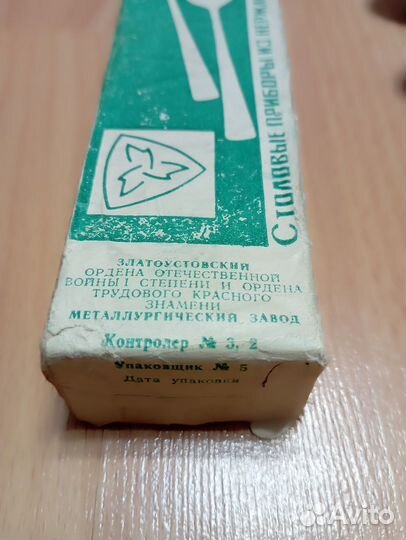 Столовые приборы из нержав
ЗЛАТОУСТОВСКИЙ
ОРДЕНА ОТЕЧЕСТВЕННОЙ
ВОЙНЫ I СТЕПЕНИ И ОРДЕНА
ТРУДОВОГО КРАСНОГО
ЗНАМЕНИ
МЕТАЛЛУРГИЧЕСКИЙ ЗАВОД
Контролер № 3, 2
Упаковщик № 5
Дата упаковки
Avito